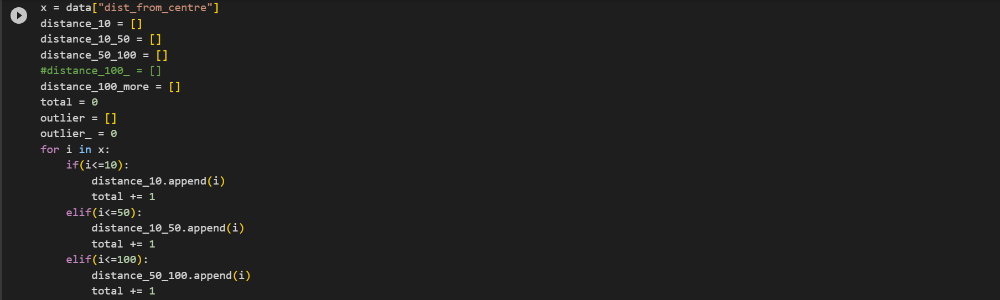 x = data["dist_from_centre"]
distance_10 = []
distance_10_50 = []
distance_50_100 = []
#distance_100_ = []
distance_100_more = []
total = 0
outlier = []
outlier_ = 0
for i in x:
    if(i<=10):
        distance_10.append(i)
        total += 1
    elif(i<=50):
        distance_10_50.append(i)
        total += 1
    elif(i<=100):
        distance_50_100.append(i)
        total += 1